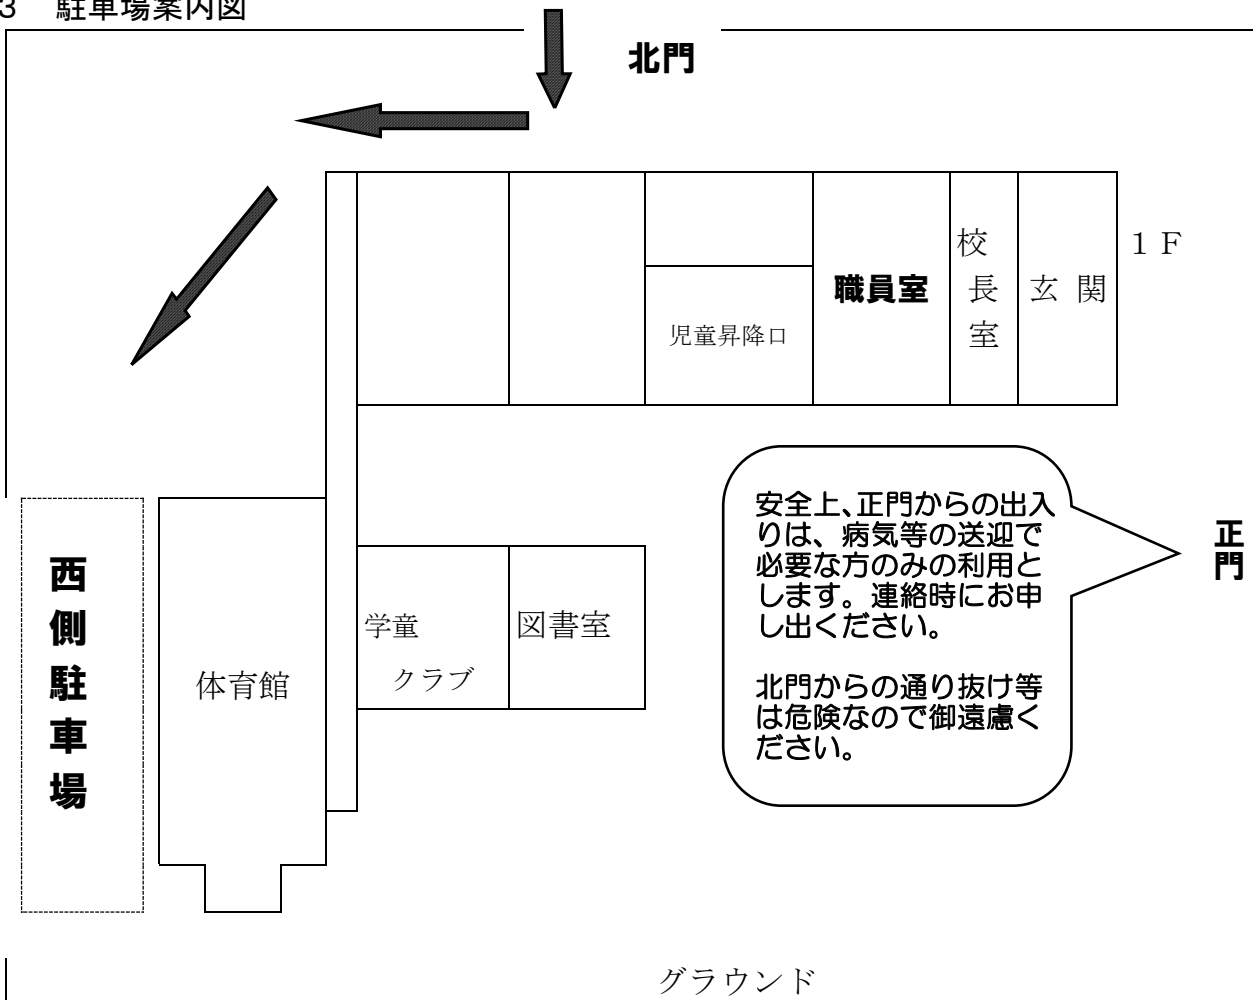 3　駐車場案内図
北門
１Ｆ
校長室
職員室
玄 関
児童昇降口
安全上、正門からの出入
りは、病気等の送迎で
必要な方のみの利用と
します。連絡時にお申
し出ください。
北門からの通り抜け等
は危険なので御遠慮く
ださい。
正門
西側駐車場
体育館
学童
クラブ
図書室
グラウンド